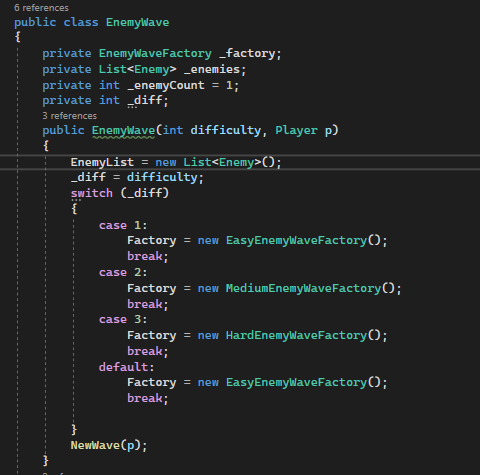 6 references
public class EnemyWave
{
    private EnemyWaveFactory _factory;
    private List<Enemy> _enemies;
    private int _enemyCount = 1;
    private int _diff;
    3 references
    public EnemyWave(int difficulty, Player p)
    {
        EnemyList = new List<Enemy>();
        _diff = difficulty;
        switch (_diff)
        {
            case 1:
                Factory = new EasyEnemyWaveFactory();
                break;
            case 2:
                Factory = new MediumEnemyWaveFactory();
                break;
            case 3:
                Factory = new HardEnemyWaveFactory();
                break;
            default:
                Factory = new EasyEnemyWaveFactory();
                break;
        }
        NewWave(p);
    }